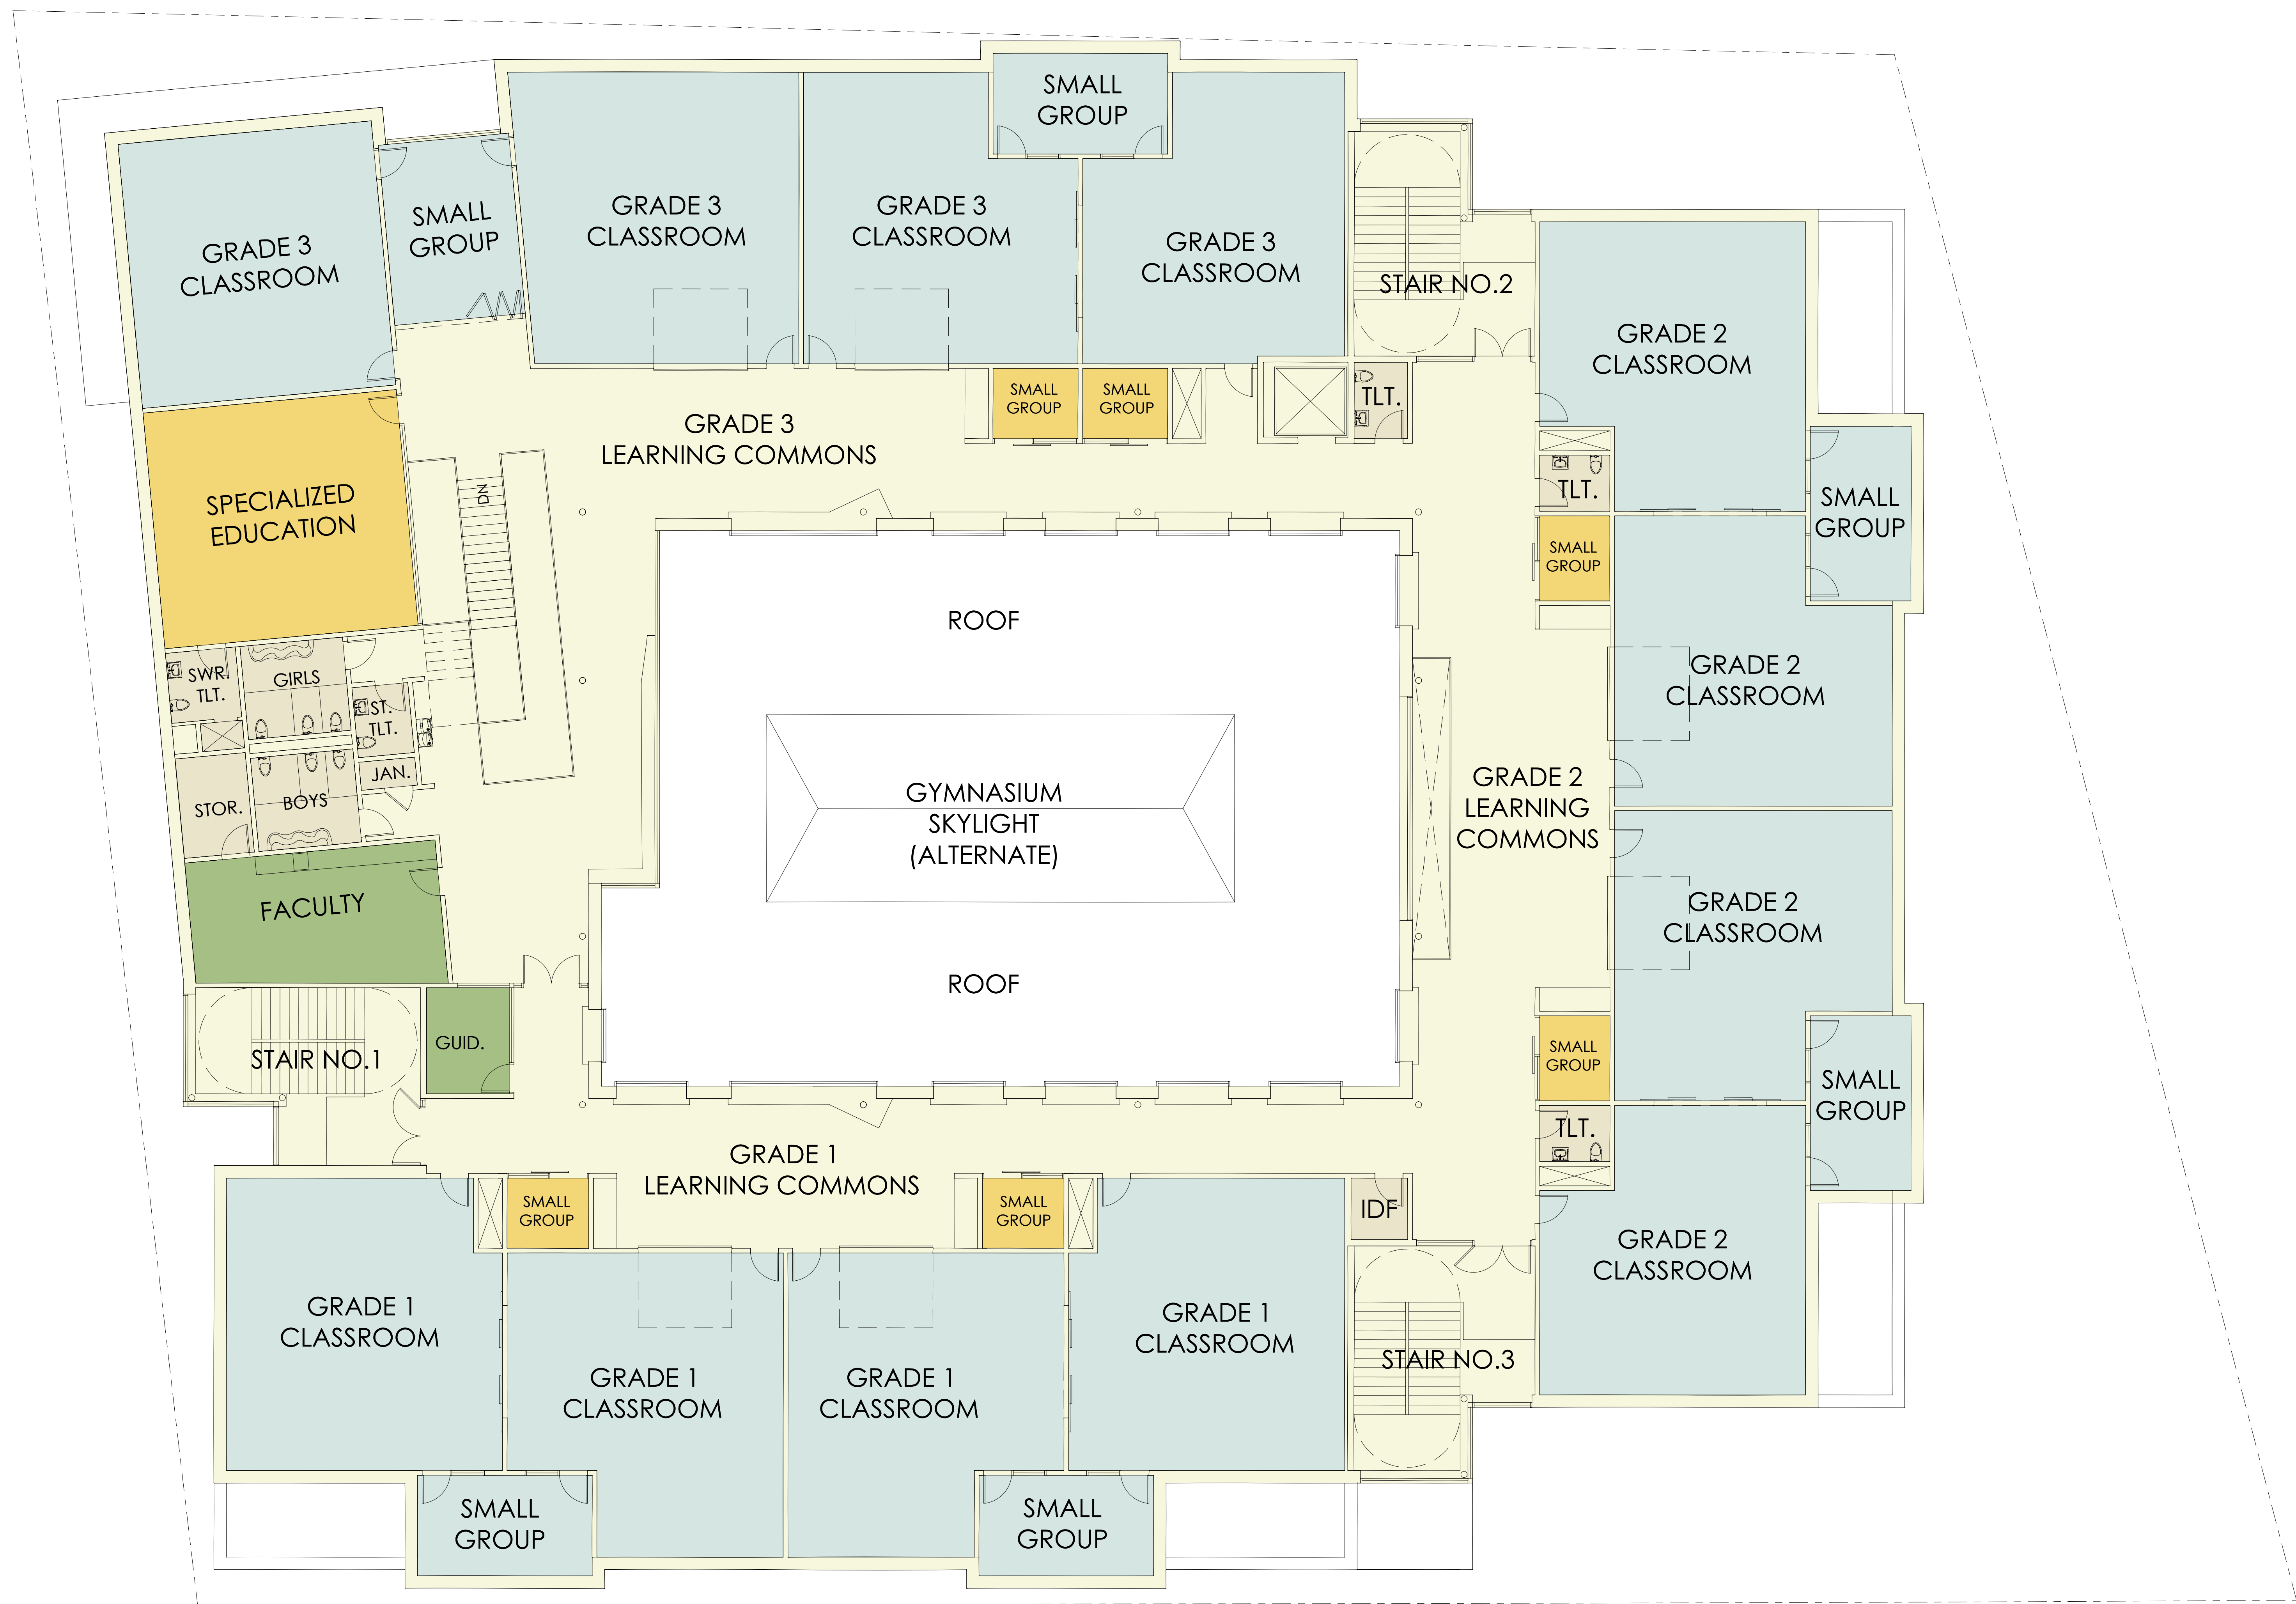 SMALL
GROUP
GRADE 3
CLASSROOM
SMALL
GROUP
GRADE 3
CLASSROOM
GRADE 3
CLASSROOM
GRADE 3
CLASSROOM
STAIR NO.2
GRADE 2
CLASSROOM
SMALL
GROUP
SMALL
GROUP
TLT.
GRADE 3
LEARNING COMMONS
SPECIALIZED
EDUCATION
DN
TLT.
SMALL
GROUP
SMALL
GROUP
ROOF
SWR.
TLT.
GIRLS
ST.
TLT.
GRADE 2
CLASSROOM
JAN.
STOR.
BOYS
GYMNASIUM
SKYLIGHT
(ALTERNATE)
GRADE 2
LEARNING
COMMONS
FACULTY
GRADE 2
CLASSROOM
ROOF
STAIR NO.1
GUID.
SMALL
GROUP
SMALL
GROUP
TLT.
GRADE 1
LEARNING COMMONS
SMALL
GROUP
SMALL
GROUP
IDF
GRADE 2
CLASSROOM
GRADE 1
CLASSROOM
GRADE 1
CLASSROOM
GRADE 1
CLASSROOM
GRADE 1
CLASSROOM
STAIR NO.3
SMALL
GROUP
SMALL
GROUP